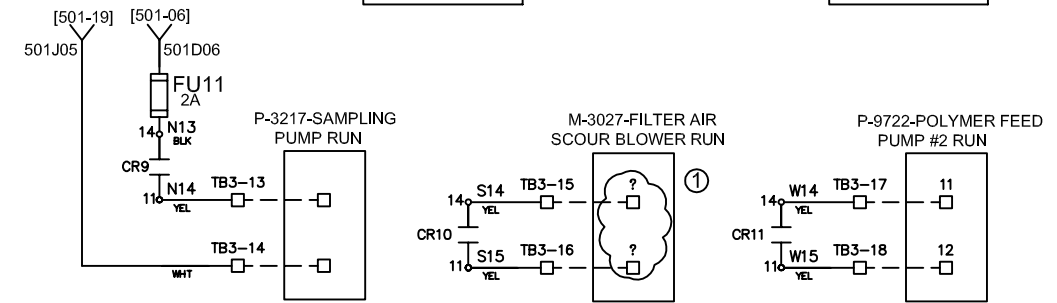 [501-19] [501-06]
501J05 501D06
FU11
2A
14 N13
BLK
CR9
11 N14
YEL
TB3-13
TB3-14
WHT
P-3217-SAMPLING
PUMP RUN
M-3027-FILTER AIR
SCOUR BLOWER RUN
14 S14
YEL
TB3-15
?
1
CR10
11 S15
YEL
TB3-16
?
P-9722-POLYMER FEED
PUMP #2 RUN
14 W14
YEL
TB3-17
11
CR11
11 W15
YEL
TB3-18
12